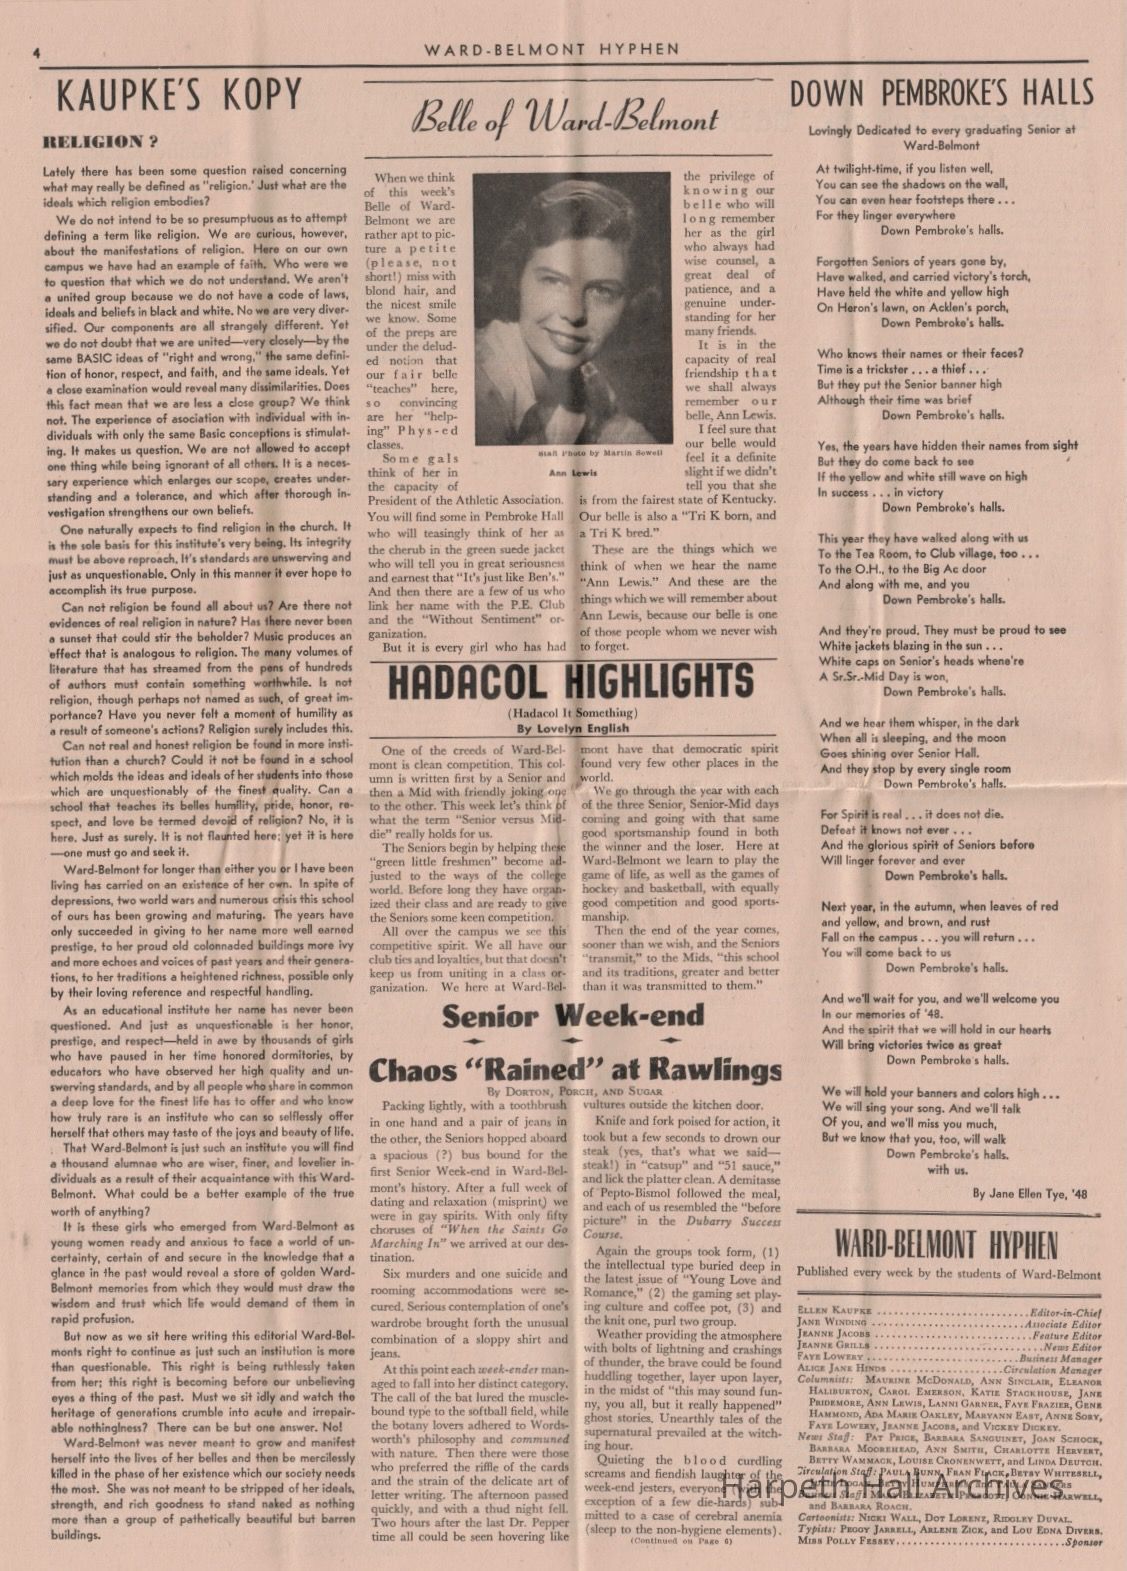 4
WARD-BELMONT HYPHEN
KAUPKE'S KOPY
RELIGION ?
Lately there has been some question raised concerning
what may really be defined as "religion.' Just what are the
ideals which religion embodies?
We do not intend to be so presumptuous as to attempt
defining a term like religion. We are curious, however,
about the manifestations of religion. Here on our own
campus we have had an example of faith. Who were we
to question that which we do not understand. We aren't
a united group because we do not have a code of laws,
ideals and beliefs in black and white. No we are very diver-
sified. Our components are all strangely different. Yet
we do not doubt that we are united—very closely—by the
same BASIC ideas of "right and wrong," the same defini-
tion of honor, respect, and faith, and the same ideals. Yet
a close examination would reveal many dissimilarities. Does
this fact mean that we are less a close group? We think
not. The experience of asociation with individual with in-
dividuals with only the same Basic conceptions is stimulat-
ing. It makes us question. We are not allowed to accept
one thing while being ignorant of all others. It is a neces-
sary experience which enlarges our scope, creates under-
standing and a tolerance, and which after thorough in-
vestigation strengthens our own beliefs.
One naturally expects to find religion in the church. It
is the sole basis for this institute's very being. Its integrity
must be above reproach. It's standards are unswerving and
just as unquestionable. Only in this manner it ever hope to
accomplish its true purpose.
Can not religion be found all about us? Are there not
evidences of real religion in nature? Has there never been
a sunset that could stir the beholder? Music produces an
effect that is analogous to religion. The many volumes of
literature that has streamed from the pens of hundreds
of authors must contain something worthwhile. Is not
religion, though perhaps not named as such, of great im-
portance? Have you never felt a moment of humility as
a result of someone's actions? Religion surely includes this.
Can not real and honest religion be found in more insti-
tution than a church? Could it not be found in a school
which molds the ideas and ideals of her students into those
which are unquestionably of the finest quality. Can a
school that teaches its belles humility, pride, honor, re-
spect, and love be termed devoid of religion? No, it is
here. Just as surely. It is not flaunted here; yet it is here
—one must go and seek it.
Ward-Belmont for longer than either you or I have been
living has carried on an existence of her own. In spite of
depressions, two world wars and numerous crisis this school
of ours has been growing and maturing. The years have
only succeeded in giving to her name more well earned
prestige, to her proud old colonnaded buildings more ivy
and more echoes and voices of past years and their genera-
tions, to her traditions a heightened richness, possible only
by their loving reference and respectful handling.
As an educational institute her name has never been
questioned. And just as unquestionable is her honor,
prestige, and respect—held in awe by thousands of girls
who have paused in her time honored dormitories, by
educators who have observed her high quality and un-
swerving standards, and by all people who share in common
a deep love for the finest life has to offer and who know
how truly rare is an institute who can so selflessly offer
herself that others may taste of the joys and beauty of life.
That Ward-Belmont is just such an institute you will find
a thousand alumnae who are wiser, finer, and lovelier in-
dividuals as a result of their acquaintance with this Ward-
Belmont. What could be a better example of the true
worth of anything?
It is these girls who emerged from Ward-Belmont as
young women ready and anxious to face a world of un-
certainty, certain of and secure in the knowledge that a
glance in the past would reveal a store of golden Ward-
Belmont memories from which they would must draw the
wisdom and trust which life would demand of them in
rapid profusion.
But now as we sit here writing this editorial Ward-Bel-
monts right to continue as just such an institution is more
than questionable. This right is being ruthlessly taken
from her; this right is becoming before our unbelieving
eyes a thing of the past. Must we sit idly and watch the
heritage of generations crumble into acute and irrepair-
able nothinglness? There can be but one answer. No!
Ward-Belmont was never meant to grow and manifest
herself into the lives of her belles and then be mercilessly
killed in the phase of her existence which our society needs
the most. She was not meant to be stripped of her ideals,
strength, and rich goodness to stand naked as nothing
more than a group of pathetically beautiful but barren
buildings.
Belle of Ward-Belmont
When we think
of this week's
Belle of Ward-
Belmont we are
rather apt to pic-
ture a petite
(please, not
short!) miss with
blond hair, and
the nicest smile
we know. Some
of the preps are
under the delud-
ed notion that
our fair belle
"teaches" here,
so convincing
are her "help-
ing" Phys-ed
classes.
Some gals
think of her in
the capacity of
President of the Athletic Association.
You will find some in Pembroke Hall
who will teasingly think of her as
the cherub in the green suede jacket
who will tell you in great seriousness
and earnest that "It's just like Ben's."
And then there are a few of us who
link her name with the P.E. Club
and the "Without Sentiment" or-
ganization.
But it is every girl who has had
Staff Photo by Martin Sowell
Ann Lewis
the privilege of
knowing our
belle who will
long remember
her as the girl
who always had
wise counsel, a
great deal of
patience, and a
genuine under-
standing for her
many friends.
It is in the
capacity of real
friendship that
we shall always
remember our
belle, Ann Lewis.
I feel sure that
our belle would
feel it a definite
slight if we didn't
tell you that she
is from the fairest state of Kentucky.
Our belle is also a "Tri K born, and
a Tri K bred."
These are the things which we
think of when we hear the name
"Ann Lewis." And these are the
things which we will remember about
Ann Lewis, because our belle is one
of those people whom we never wish
to forget.
HADACOL HIGHLIGHTS
(Hadacol It Something)
By Lovelyn English
One of the creeds of Ward-Bel-
mont is clean competition. This col-
umn is written first by a Senior and
then a Mid with friendly joking one
to the other. This week let's think of
what the term "Senior versus Mid-
die" really holds for us.
The Seniors begin by helping these
"green little freshmen" become ad-
justed to the ways of the college
world. Before long they have organ-
ized their class and are ready to give
the Seniors some keen competition.
All over the campus we see this
competitive spirit. We all have our
club ties and loyalties, but that doesn't
keep us from uniting in a class or-
ganization. We here at Ward-Bel-
mont have that democratic spirit
found very few other places in the
world.
We go through the year with each
of the three Senior, Senior-Mid days
coming and going with that same
good sportsmanship found in both
the winner and the loser. Here at
Ward-Belmont we learn to play the
game of life, as well as the games of
hockey and basketball, with equally
good competition and good sports-
manship.
Then the end of the year comes,
sooner than we wish, and the Seniors
"transmit," to the Mids, "this school
and its traditions, greater and better
than it was transmitted to them."
Senior Week-end
Chaos "Rained" at Rawlings
By DORTON, PORCH, AND SUGAR
Packing lightly, with a toothbrush
in one hand and a pair of jeans in
the other, the Seniors hopped aboard
a spacious (?) bus bound for the
first Senior Week-end in Ward-Bel-
mont's history. After a full week of
dating and relaxation (misprint) we
were in gay spirits. With only fifty
choruses of "When the Saints Go
Marching In" we arrived at our des-
tination.
Six murders and one suicide and
rooming accommodations were se-
cured. Serious contemplation of one's
wardrobe brought forth the unusual
combination of a sloppy shirt and
jeans.
At this point each week-ender man-
aged to fall into her distinct category.
The call of the bat lured the muscle-
bound type to the softball field, while
the botany lovers adhered to Words-
worth's philosophy and communed
with nature. Then there were those
who preferred the riffle of the cards
and the strain of the delicate art of
letter writing. The afternoon passed
quickly, and with a thud night fell.
Two hours after the last Dr. Pepper
time all could be seen hovering like
vultures outside the kitchen door.
Knife and fork poised for action, it
took but a few seconds to drown our
steak (yes, that's what we said—
steak!) in "catsup" and "51 sauce,"
and lick the platter clean. A demitasse
of Pepto-Bismol followed the meal,
and each of us resembled the "before
picture" in the Dubarry Success
Course.
Again the groups took form, (1)
the intellectual type buried deep in
the latest issue of "Young Love and
Romance," (2) the gaming set play-
ing culture and coffee pot, (3) and
the knit one, purl two group.
Weather providing the atmosphere
with bolts of lightning and crashings
of thunder, the brave could be found
huddling together, layer upon layer,
in the midst of "this may sound fun-
ny, you all, but it really happened"
ghost stories. Unearthly tales of the
supernatural prevailed at the witch-
ing hour.
Quieting the blood curdling
screams and fiendish laughter of the
week-end jesters, everyone (with the
exception of a few die-hards) sub-
mitted to a case of cerebral anemia
(sleep to the non-hygiene elements).
(Continued on Page 6)
DOWN PEMBROKE'S HALLS
Lovingly Dedicated to every graduating Senior at
Ward-Belmont
At twilight-time, if you listen well,
You can see the shadows on the wall,
You can even hear footsteps there . . .
For they linger everywhere
Down Pembroke's halls.
Forgotten Seniors of years gone by,
Have walked, and carried victory's torch,
Have held the white and yellow high
On Heron's lawn, on Acklen's porch,
Down Pembroke's halls.
Who knows their names or their faces?
Time is a trickster . . . a thief . . .
But they put the Senior banner high
Although their time was brief
Down Pembroke's halls.
Yes, the years have hidden their names from sight
But they do come back to see
If the yellow and white still wave on high
In success . . . in victory
Down Pembroke's halls.
This year they have walked along with us
To the Tea Room, to Club village, too . . .
To the O.H., to the Big Ac door
And along with me, and you
Down Pembroke's halls.
And they're proud. They must be proud to see
White jackets blazing in the sun . . .
White caps on Senior's heads whene're
A Sr.Sr.-Mid Day is won,
Down Pembroke's halls.
And we hear them whisper, in the dark
When all is sleeping, and the moon
Goes shining over Senior Hall.
And they stop by every single room
Down Pembroke's halls.
For Spirit is real . . . it does not die.
Defeat it knows not ever . . .
And the glorious spirit of Seniors before
Will linger forever and ever
Down Pembroke's halls.
Next year, in the autumn, when leaves of red
and yellow, and brown, and rust
Fall on the campus . . . you will return . . .
You will come back to us
Down Pembroke's halls.
And we'll wait for you, and we'll welcome you
In our memories of '48.
And the spirit that we will hold in our hearts
Will bring victories twice as great
Down Pembroke's halls.
We will hold your banners and colors high . . .
We will sing your song. And we'll talk
Of you, and we'll miss you much,
But we know that you, too, will walk
Down Pembroke's halls.
with us.
By Jane Ellen Tye, '48
WARD-BELMONT HYPHEN
Published every week by the students of Ward-Belmont
ELLEN KAUPKE ........ Editor-in-Chief
JANE WINDING ........ Associate Editor
JEANNE JACOBS ........ Feature Editor
JEANNE GRILLS ........ News Editor
FAYE LOWERY ........ Business Manager
ALICE JANE HINDS ........ Circulation Manager
Columnists: MAURINE MCDONALD, ANN SINCLAIR, ELEANOR
HALIBURTON, CAROL EMERSON, KATIE STACKHOUSE, JANE
PRIDEMORE, ANN LEWIS, LANNI GARNER, FAYE FRAZIER, GENE
HAMMOND, ADA MARIE OAKLEY, MARYANN EAST, ANNE SORY,
FAYE LOWERY, JEANNE JACOBS, and VICKEY DICKEY.
News Staff: PAT PRICE, BARBARA SANGUINET, JOAN SCHOCK,
BARBARA MOOREHEAD, ANN SMITH, CHARLOTTE HERVERT,
BETTY WAMMACK, LOUISE CRONENWETT, and LINDA DEUTCH.
Circulation Staff: PAULA BUNN, FRAN FLACK, BETSY WHITESELL,
and BARBARA ROACH.
Cartoonists: NICKI WALL, DOT LORENZ, RIDGLEY DUVAL.
Typists: PEGGY JARRELL, ARLENE ZICK, and LOU EDNA DIVERS.
MISS POLLY FESSEY ........ Sponsor
Harpeth Hall Archives